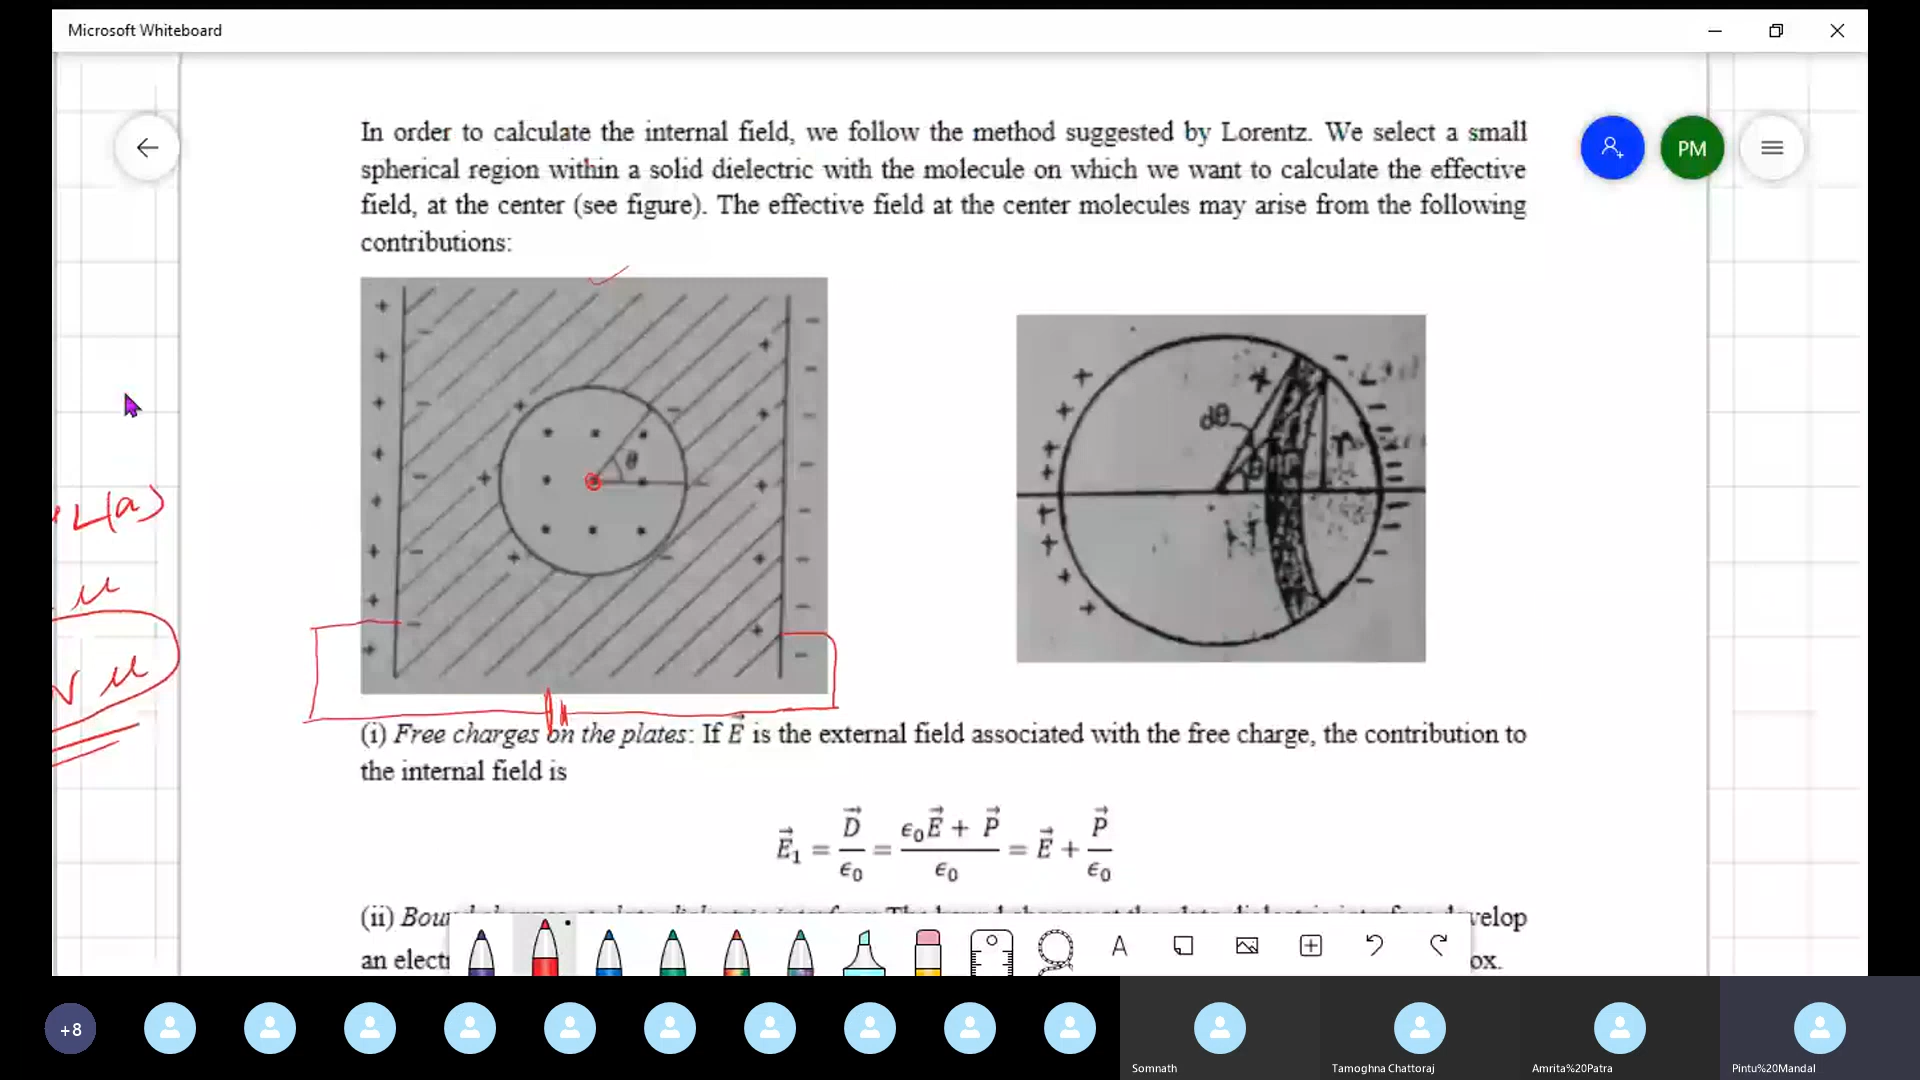 Microsoft Whiteboard
In order to calculate the internal field, we follow the method suggested by Lorentz. We select a small
spherical region within a solid dielectric with the molecule on which we want to calculate the effective
field, at the center (see figure). The effective field at the center molecules may arise from the following
contributions:
PM
θ
dθ
θ
r
L(a)
μ
μ
(i) Free charges on the plates: If E⃗ is the external field associated with the free charge, the contribution to
the internal field is
E⃗₁ = D⃗/ϵ₀ = (ϵ₀E⃗ + P⃗)/ϵ₀ = E⃗ + P⃗/ϵ₀
(ii)
an
ox.
A
+8
Somnath
Tamoghna Chattoraj
Amrita%20Patra
Pintu%20Mandal